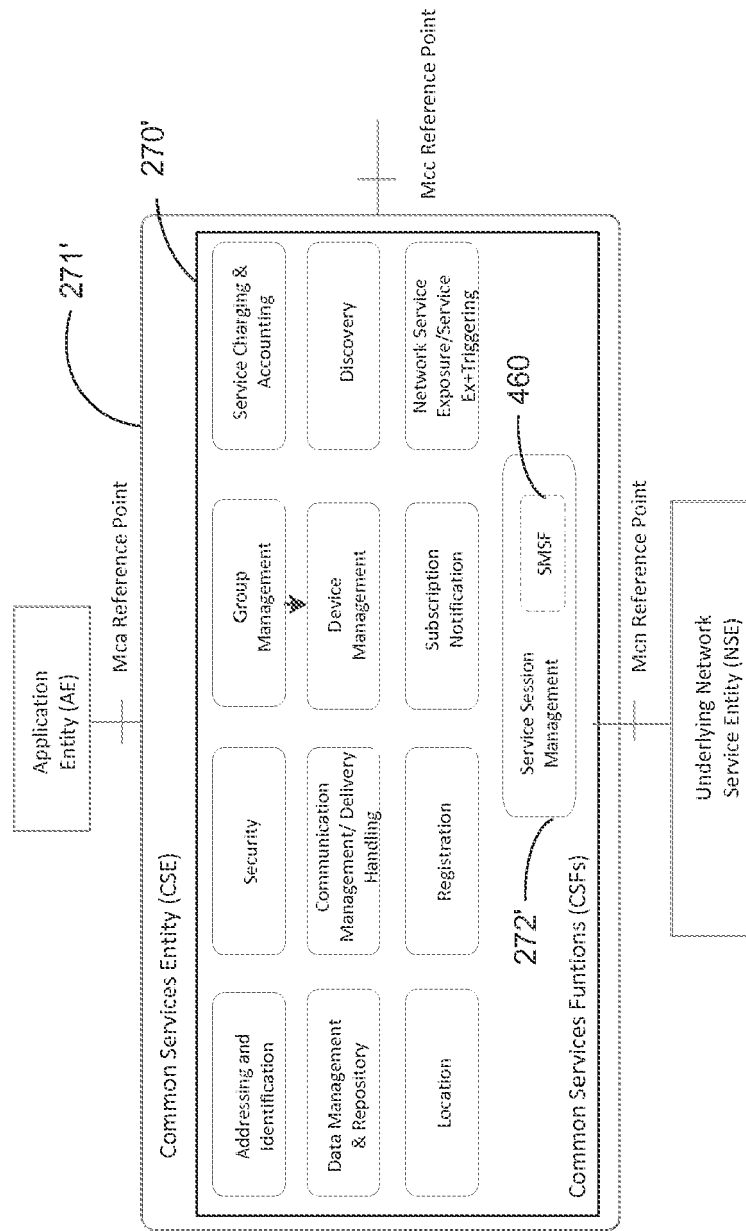 Application
Entity (AE)
Mca Reference Point
271'
270'
Common Services Entity (CSE)
Addressing and
Identification
Security
Group
Management
Service Charging &
Accounting
Data Management
& Repository
Communication
Management/ Delivery
Handling
Device
Management
Discovery
Location
Registration
Subscription
Notification
Network Service
Exposure/Service
Ex+Triggering
Mcc Reference Point
272'
Service Session
Management
SMSF
460
Common Services Funtions (CSFs)
Mcn Reference Point
Underlying Network
Service Entity (NSE)